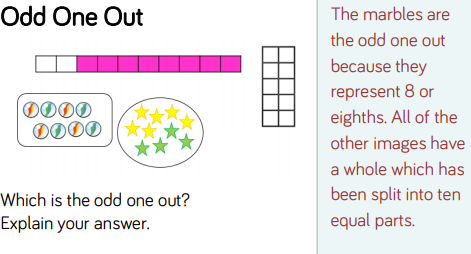 Odd One Out
Which is the odd one out?
Explain your answer.
The marbles are
the odd one out
because they
represent 8 or
eighths. All of the
other images have
a whole which has
been split into ten
equal parts.